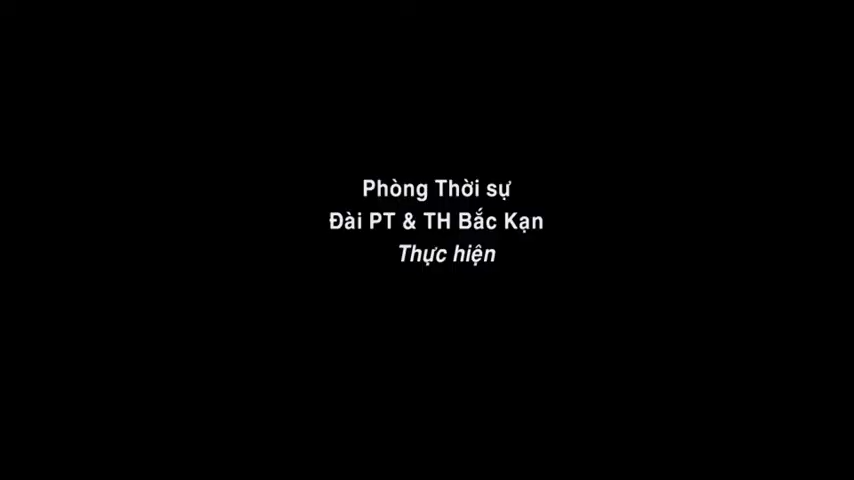 Phòng Thời sự
Đài PT & TH Bắc Kạn
Thực hiện